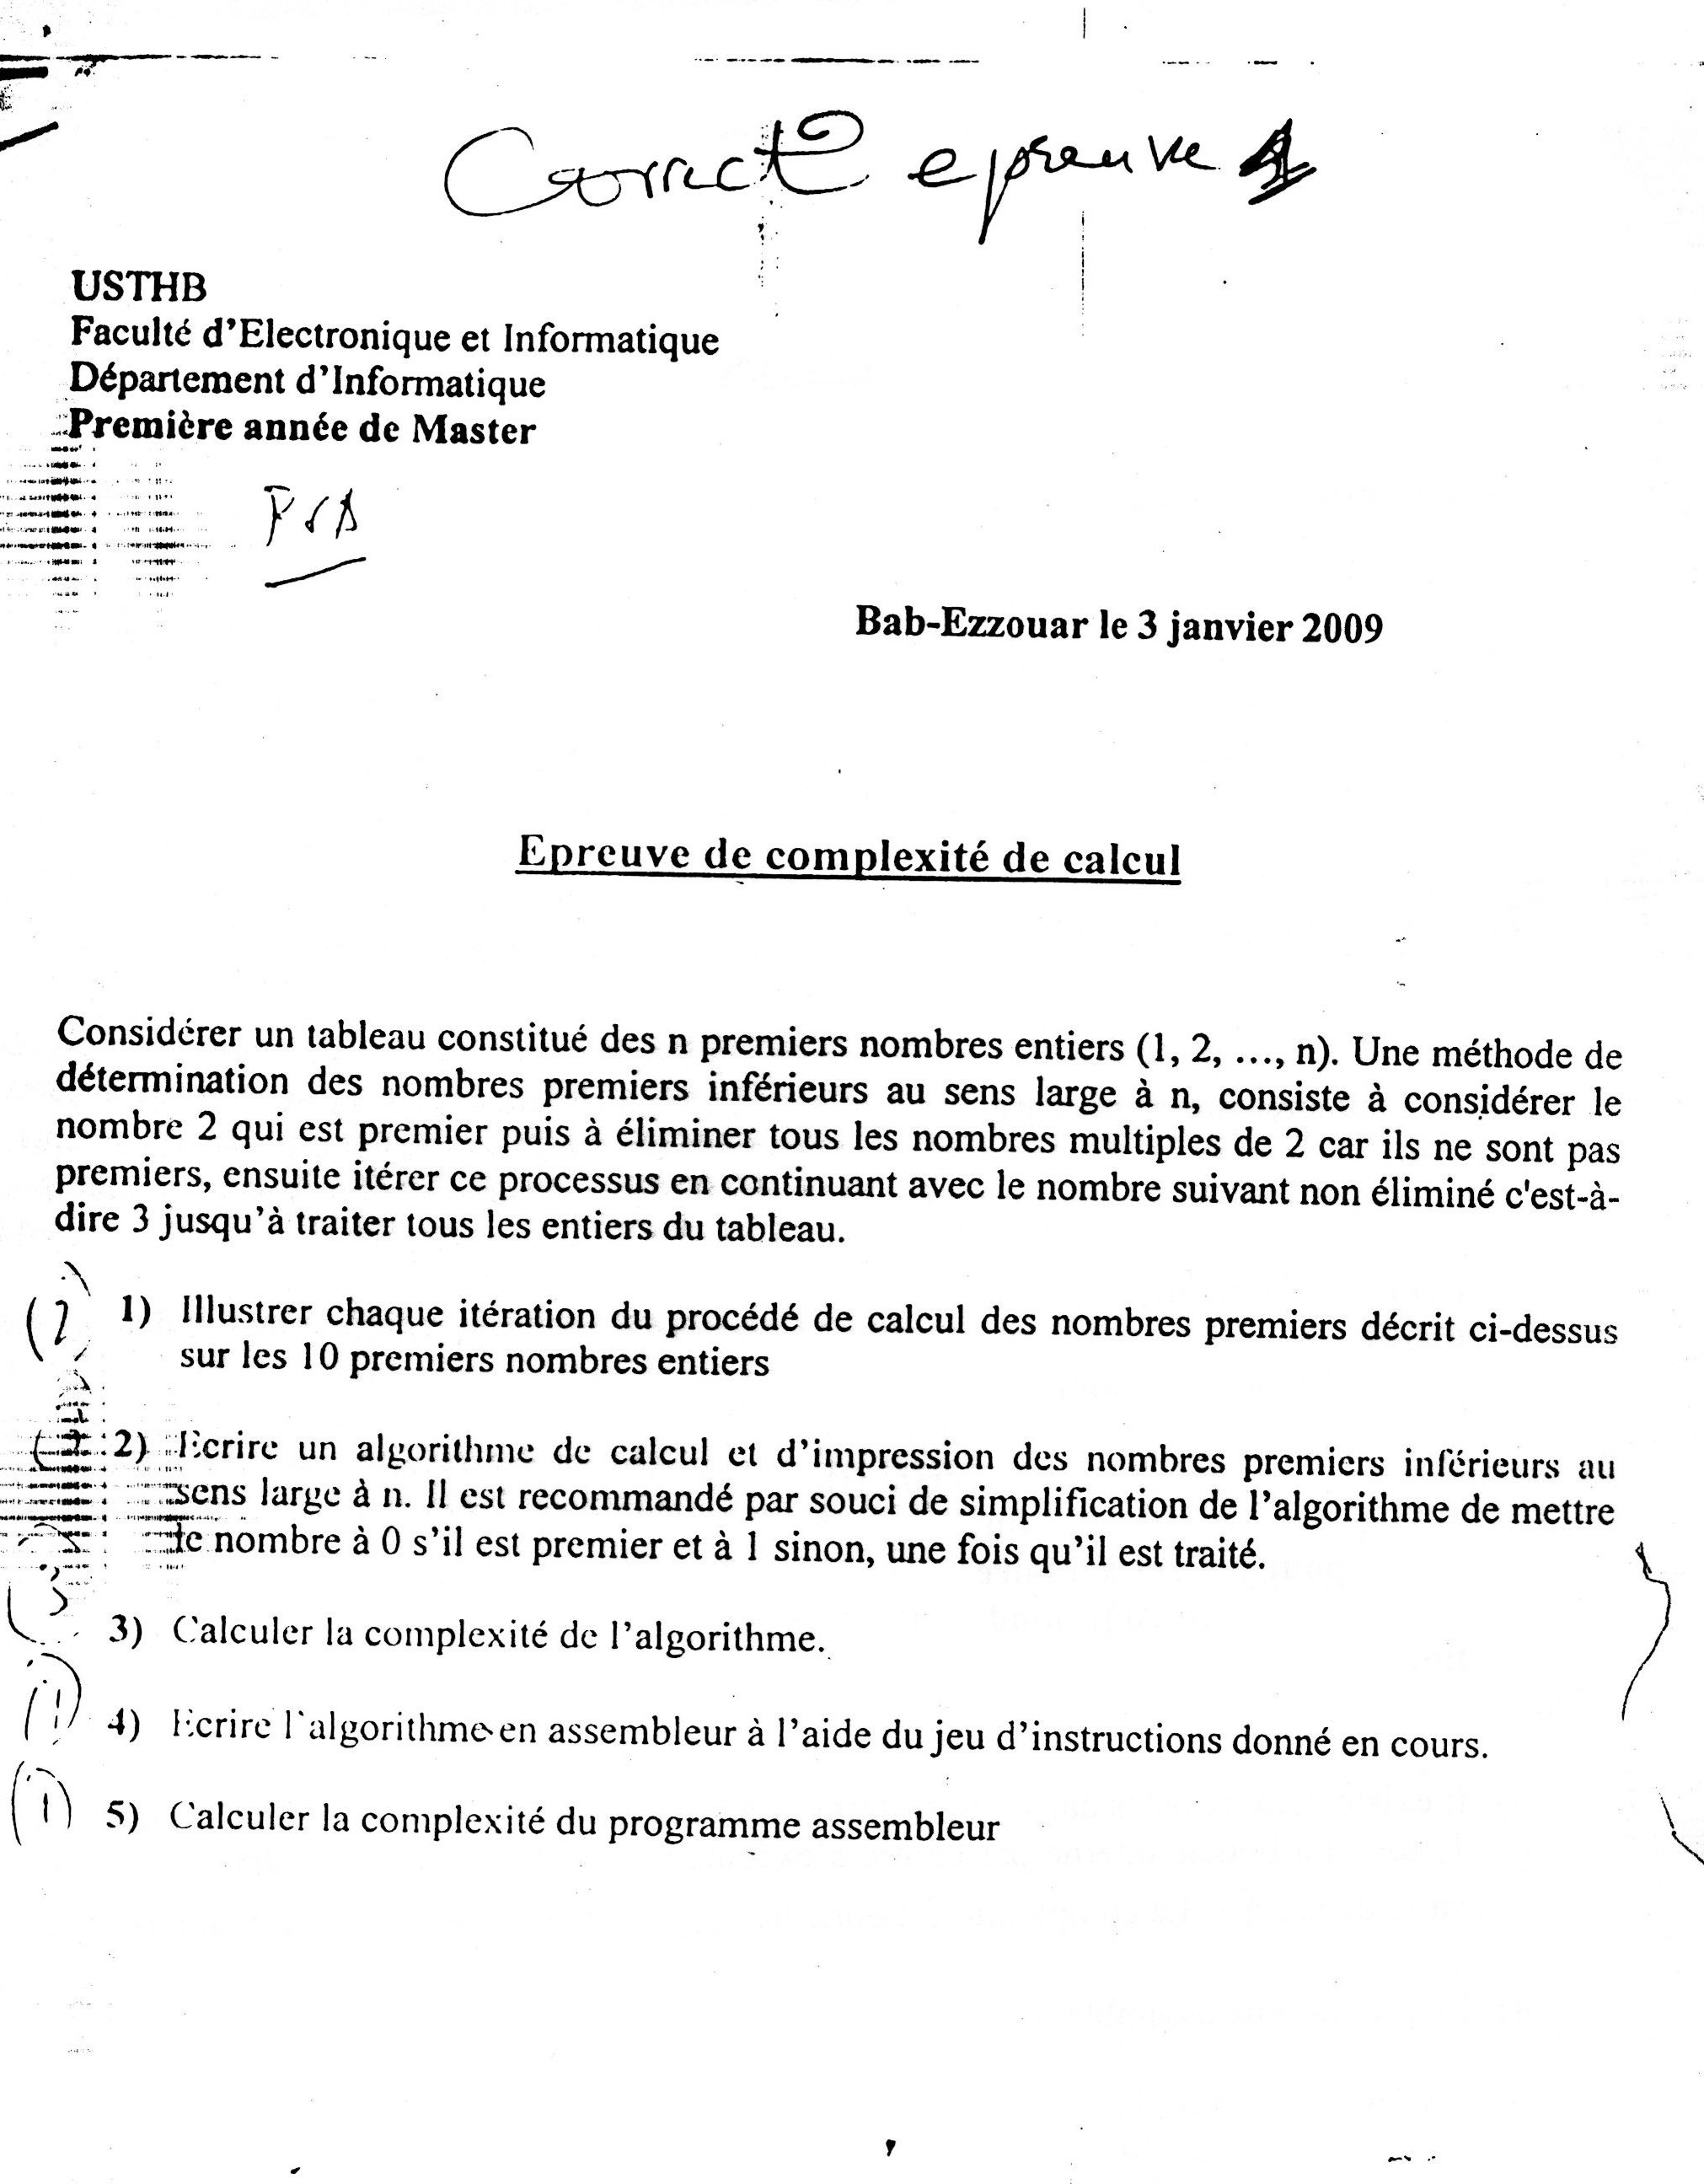 Correcté epreuve 1
USTHB
Faculté d'Electronique et Informatique
Département d'Informatique
Première année de Master
Bab-Ezzouar le 3 janvier 2009
Epreuve de complexité de calcul
Considérer un tableau constitué des n premiers nombres entiers (1, 2, ..., n). Une méthode de
détermination des nombres premiers inférieurs au sens large à n, consiste à considérer le
nombre 2 qui est premier puis à éliminer tous les nombres multiples de 2 car ils ne sont pas
premiers, ensuite itérer ce processus en continuant avec le nombre suivant non éliminé c'est-à-
dire 3 jusqu'à traiter tous les entiers du tableau.
1) Illustrer chaque itération du procédé de calcul des nombres premiers décrit ci-dessus
sur les 10 premiers nombres entiers
2) Ecrire un algorithme de calcul et d'impression des nombres premiers inférieurs au
sens large à n. Il est recommandé par souci de simplification de l'algorithme de mettre
le nombre à 0 s'il est premier et à 1 sinon, une fois qu'il est traité.
3) Calculer la complexité de l'algorithme.
4) Ecrire l'algorithme en assembleur à l'aide du jeu d'instructions donné en cours.
(1) 5) Calculer la complexité du programme assembleur